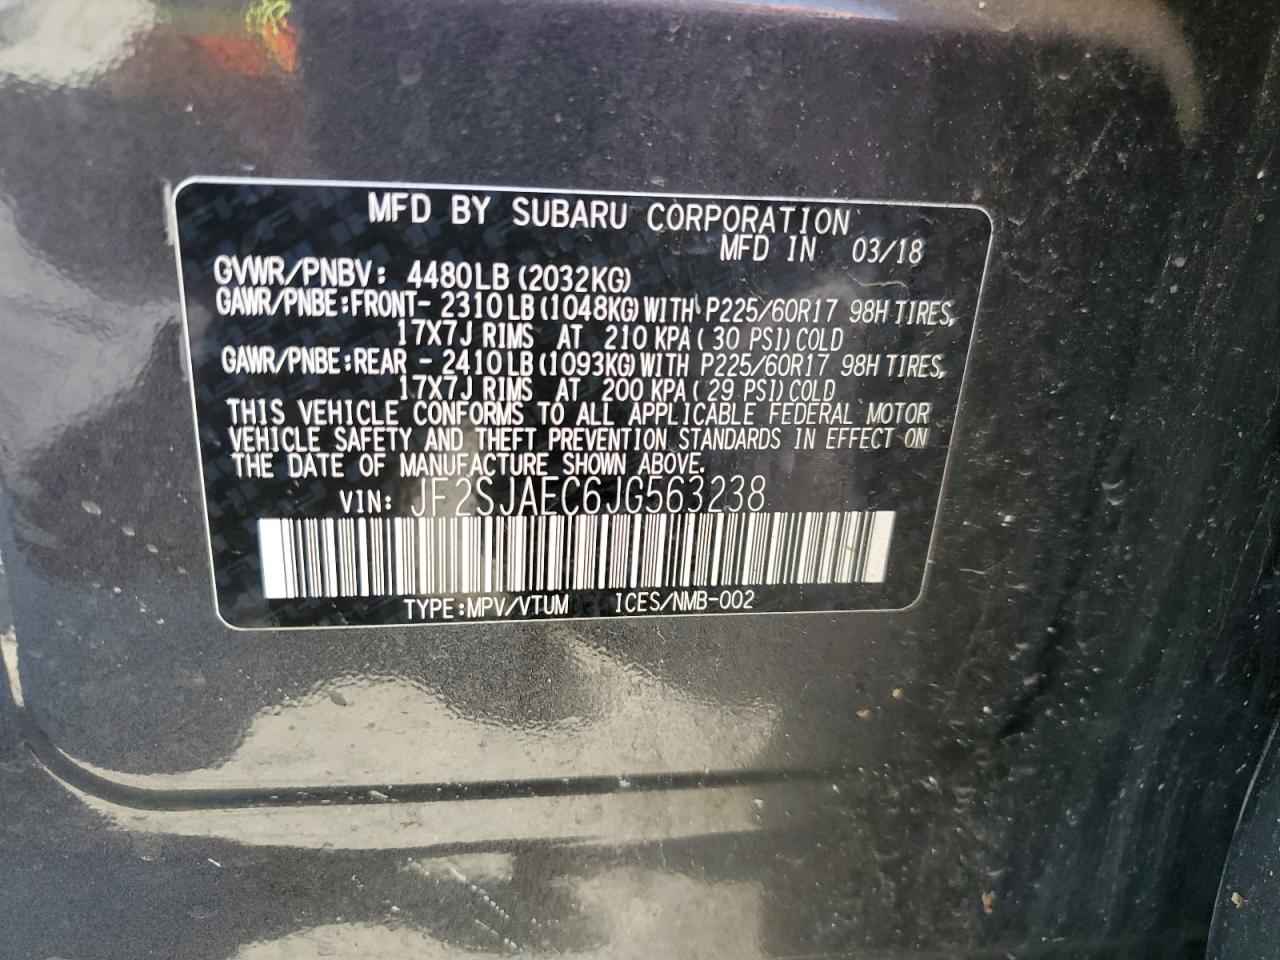 MFD BY SUBARU CORPORATION
MFD IN 03/18
GVWR/PNBV: 4480LB (2032KG)
GAWR/PNBE:FRONT- 2310LB (1048KG) WITH P225/60R17 98H TIRES,
17X7J RIMS AT 210 KPA ( 30 PSI) COLD
GAWR/PNBE:REAR - 2410LB (1093KG) WITH P225/60R17 98H TIRES,
17X7J RIMS AT 200 KPA ( 29 PSI) COLD
THIS VEHICLE CONFORMS TO ALL APPLICABLE FEDERAL MOTOR
VEHICLE SAFETY AND THEFT PREVENTION STANDARDS IN EFFECT ON
THE DATE OF MANUFACTURE SHOWN ABOVE.
VIN: JF2SJAEC6JG563238
TYPE:MPV/VTUM ICES/NMB-002